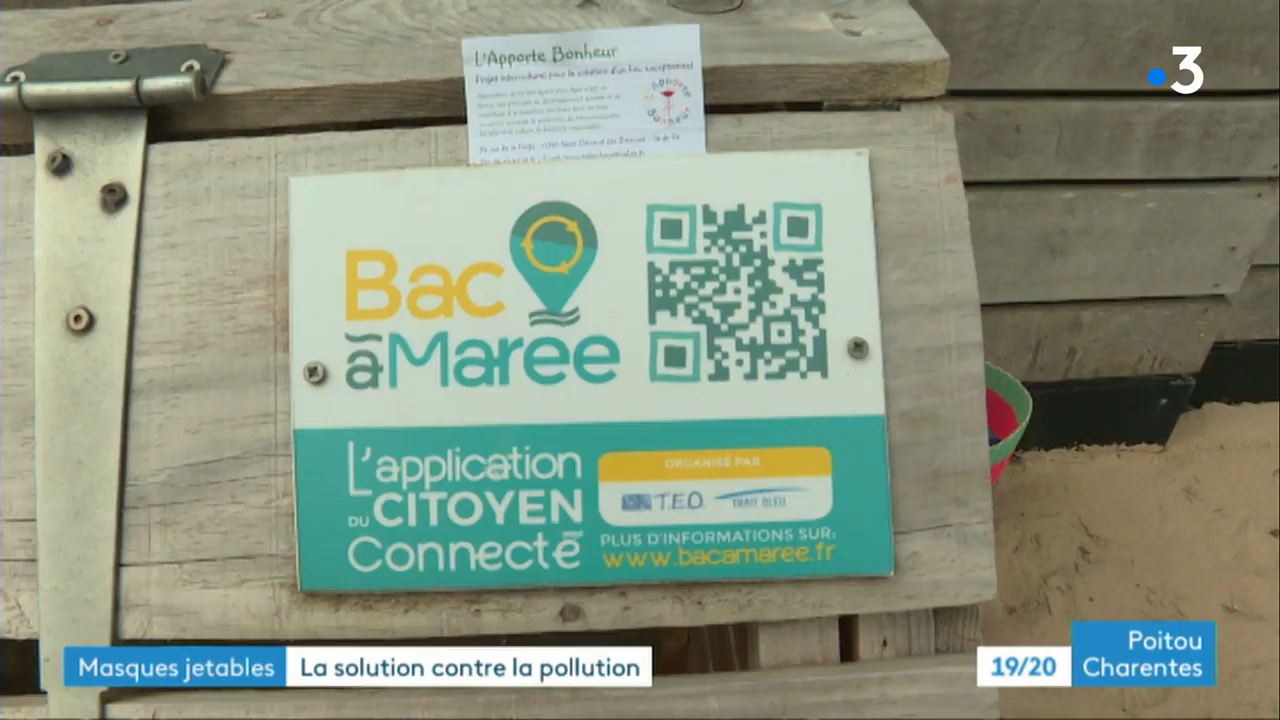 L'Apporte Bonheur
3
Bac
à Marée
L'application
DU CITOYEN
Connecté
ORGANISÉ PAR
T.E.O. TRAIT BLEU
PLUS D'INFORMATIONS SUR:
www.bacamaree.fr
Masques jetables La solution contre la pollution
19/20 Poitou
Charentes